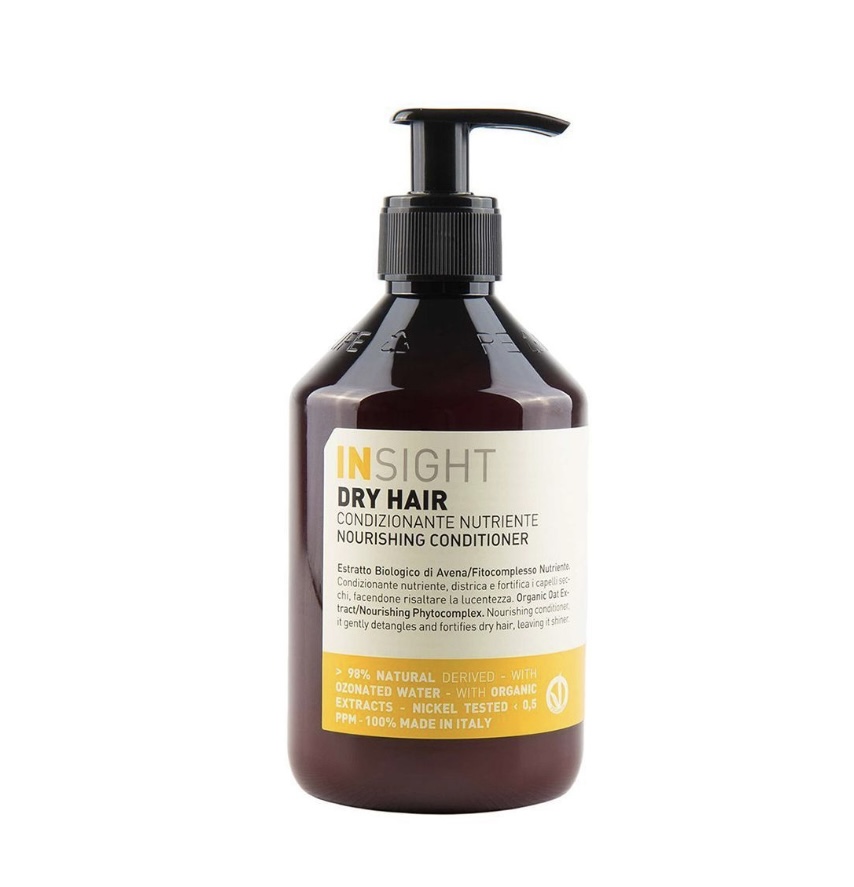 PE
INSIGHT
DRY HAIR
CONDIZIONANTE NUTRIENTE
NOURISHING CONDITIONER
Estratto Biologico di Avena/Fitocomplesso Nutriente.
Condizionante nutriente, districa e fortifica i capelli sec-
chi, facendone risaltare la lucentezza. Organic Oat Ex-
tract/Nourishing Phytocomplex. Nourishing conditioner,
it gently detangles and fortifies dry hair, leaving it shiner.
> 98% NATURAL DERIVED - WITH
OZONATED WATER - WITH ORGANIC
EXTRACTS - NICKEL TESTED < 0,5
PPM - 100% MADE IN ITALY